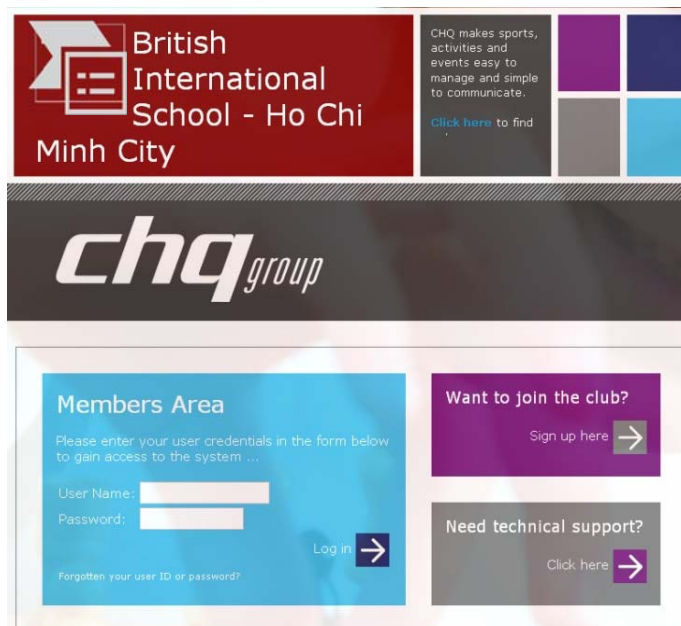 British
International
School - Ho Chi
Minh City
CHQ makes sports,
activities and
events easy to
manage and simple
to communicate.
Click here to find
chq group
Members Area
Please enter your user credentials in the form below
to gain access to the system ...
User Name:
Password:
Log in
Forgotten your user ID or password?
Want to join the club?
Sign up here
Need technical support?
Click here